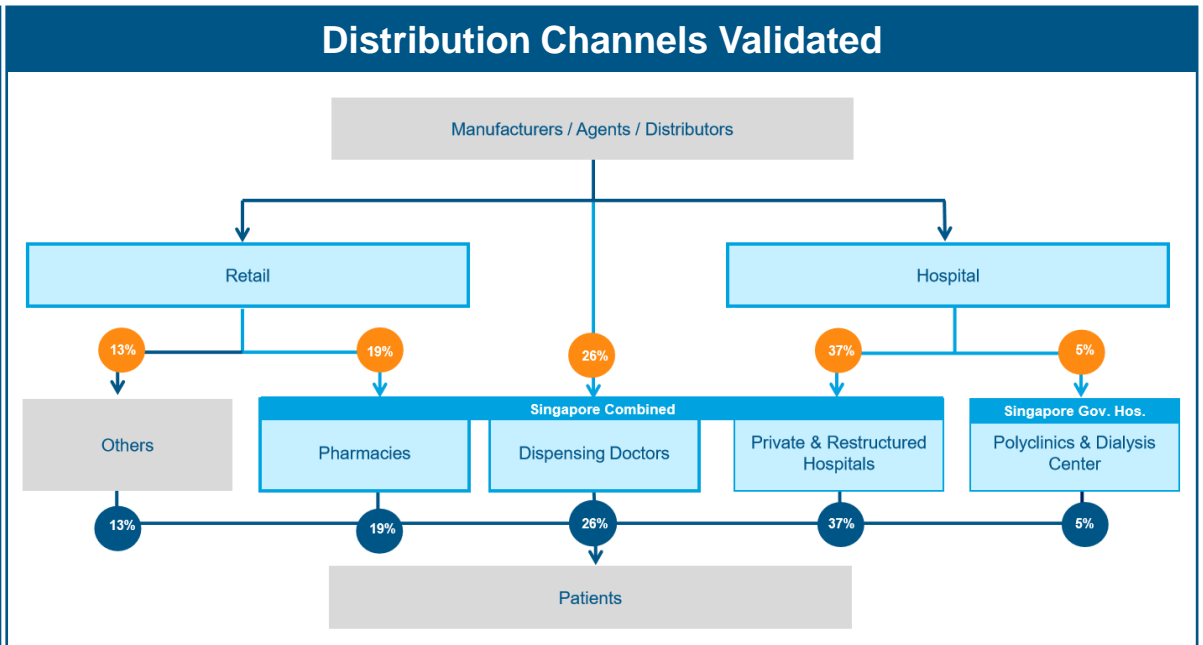 Distribution Channels Validated
Manufacturers / Agents / Distributors
Retail
Hospital
13%
19%
26%
37%
5%
Singapore Combined
Singapore Gov. Hos.
Others
Pharmacies
Dispensing Doctors
Private & Restructured
Hospitals
Polyclinics & Dialysis
Center
13%
19%
26%
37%
5%
Patients